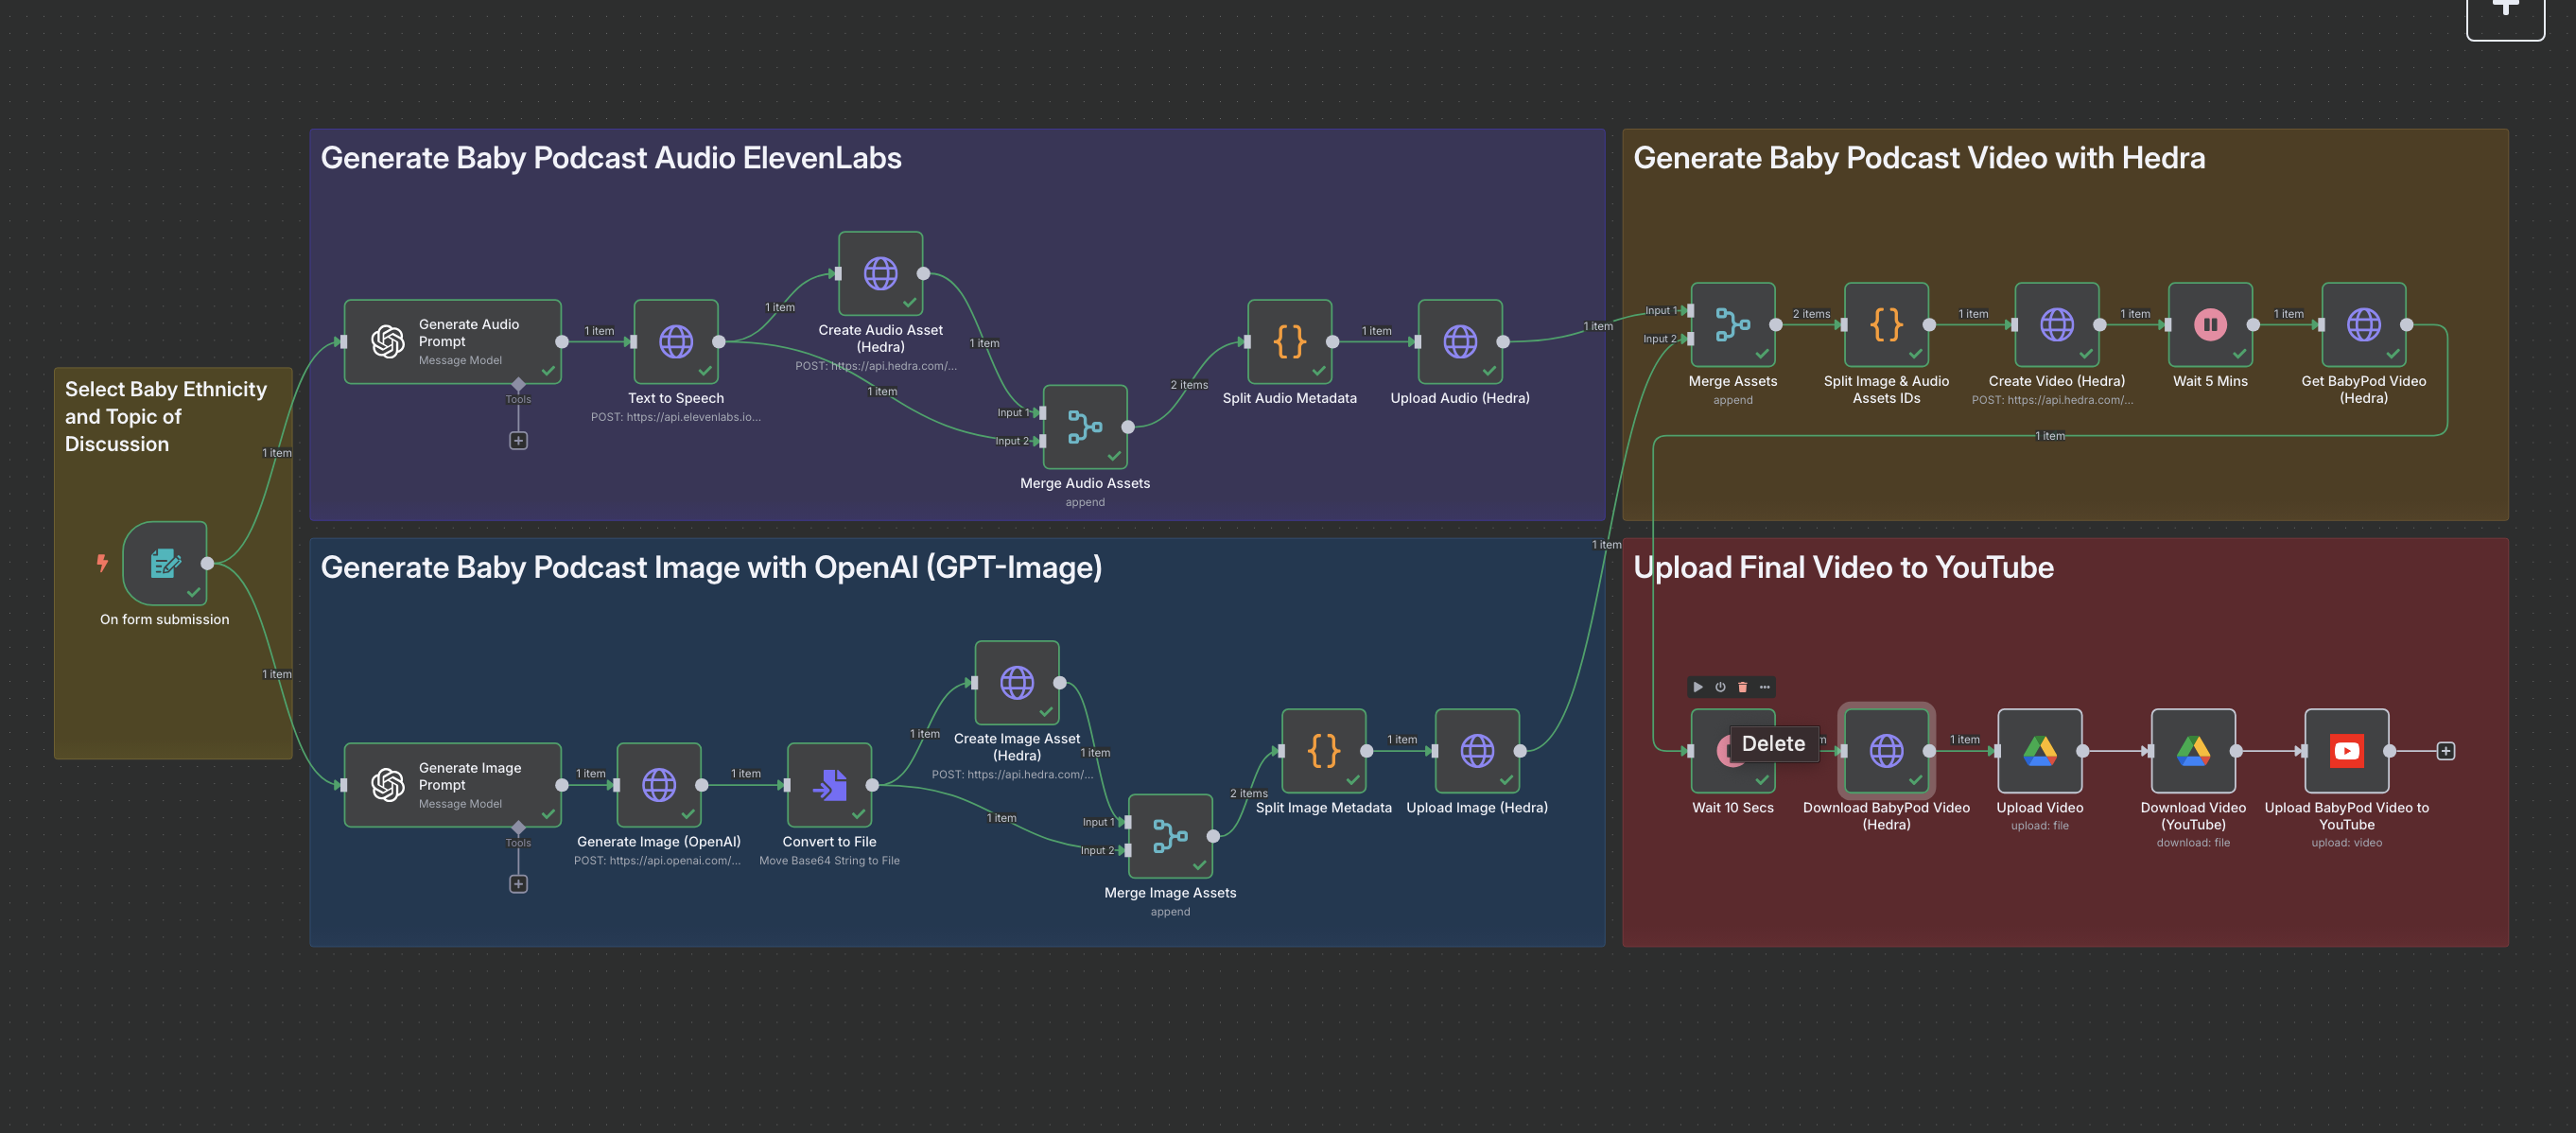 Generate Baby Podcast Audio ElevenLabs
Generate Audio
Prompt
Message Model
Tools
1 item
Text to Speech
POST: https://api.elevenlabs.io...
1 item
Create Audio Asset
(Hedra)
POST: https://api.hedra.com/...
1 item
1 item
Input 1
Input 2
Merge Audio Assets
append
2 items
Split Audio Metadata
1 item
Upload Audio (Hedra)
1 item
Generate Baby Podcast Video with Hedra
Input 1
Input 2
Merge Assets
append
2 items
Split Image & Audio
Assets IDs
1 item
Create Video (Hedra)
POST: https://api.hedra.com/...
1 item
Wait 5 Mins
1 item
Get BabyPod Video
(Hedra)
1 item
Select Baby Ethnicity
and Topic of
Discussion
1 item
On form submission
1 item
Generate Baby Podcast Image with OpenAI (GPT-Image)
Generate Image
Prompt
Message Model
Tools
1 item
Generate Image (OpenAI)
POST: https://api.openai.com/...
1 item
Convert to File
Move Base64 String to File
1 item
Create Image Asset
(Hedra)
POST: https://api.hedra.com/...
1 item
1 item
Input 1
Input 2
Merge Image Assets
append
2 items
Split Image Metadata
1 item
Upload Image (Hedra)
1 item
Upload Final Video to YouTube
Delete
Wait 10 Secs
Download BabyPod Video
(Hedra)
1 item
Upload Video
upload: file
Download Video
(YouTube)
download: file
Upload BabyPod Video to
YouTube
upload: video